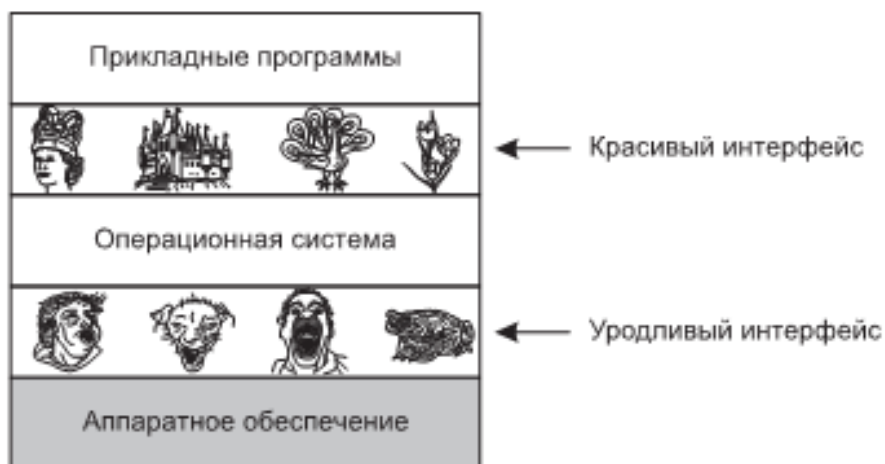 Прикладные программы
Красивый интерфейс
Операционная система
Уродливый интерфейс
Аппаратное обеспечение